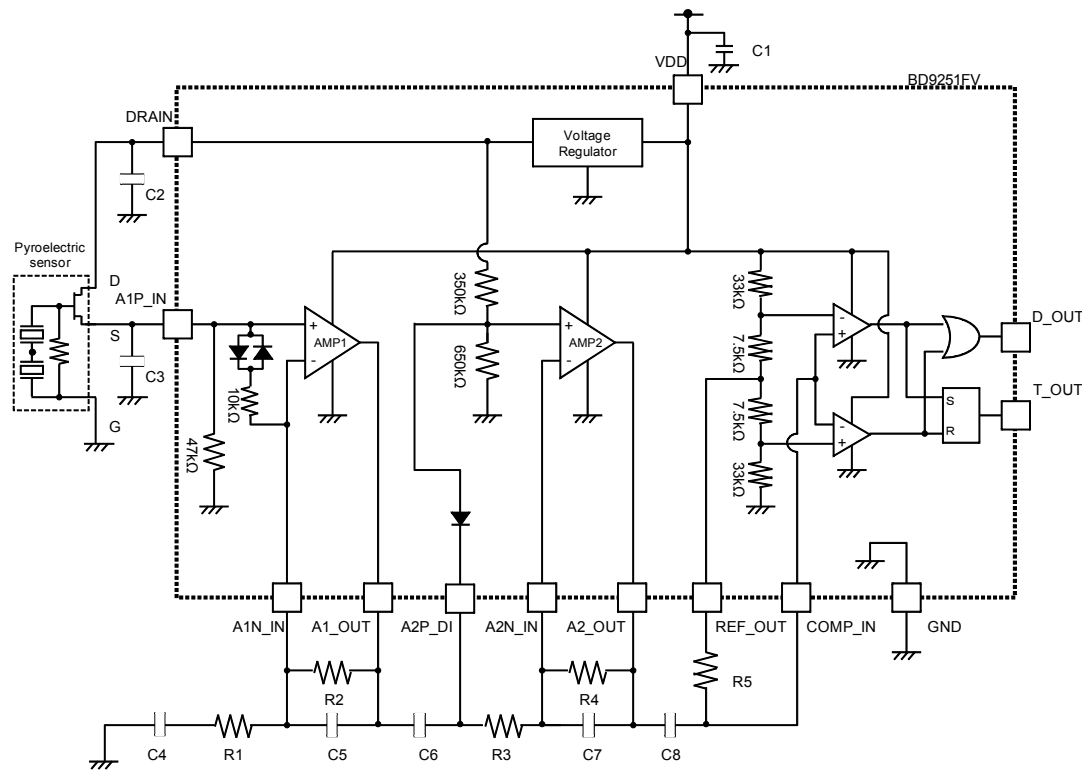 C1
VDD
BD9251FV
DRAIN
Voltage
Regulator
C2
Pyroelectric
sensor
D
A1P_IN
S
C3
G
350kΩ
650kΩ
33kΩ
7.5kΩ
7.5kΩ
33kΩ
+
-
AMP1
10kΩ
47kΩ
+
-
AMP2
-
+
-
+
S
R
D_OUT
T_OUT
A1N_IN
A1_OUT
A2P_DI
A2N_IN
A2_OUT
REF_OUT
COMP_IN
GND
R2
R4
R5
C4
R1
C5
C6
R3
C7
C8